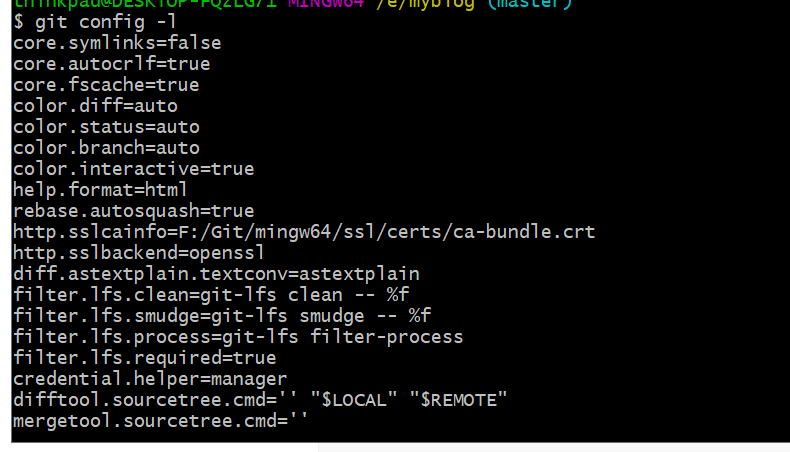 MINGW64 /e/myblog (master)
$ git config -l
core.symlinks=false
core.autocrlf=true
core.fscache=true
color.diff=auto
color.status=auto
color.branch=auto
color.interactive=true
help.format=html
rebase.autosquash=true
http.sslcainfo=F:/Git/mingw64/ssl/certs/ca-bundle.crt
http.sslbackend=openssl
diff.astextplain.textconv=astextplain
filter.lfs.clean=git-lfs clean -- %f
filter.lfs.smudge=git-lfs smudge -- %f
filter.lfs.process=git-lfs filter-process
filter.lfs.required=true
credential.helper=manager
difftool.sourcetree.cmd='' "$LOCAL" "$REMOTE"
mergetool.sourcetree.cmd=''